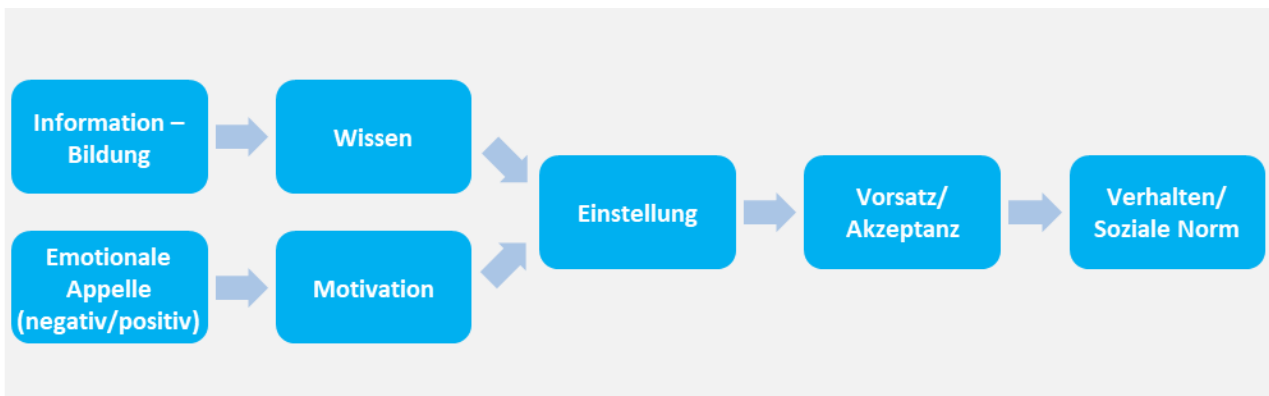 Information –
Bildung
Wissen
Emotionale
Appelle
(negativ/positiv)
Motivation
Einstellung
Vorsatz/
Akzeptanz
Verhalten/
Soziale Norm